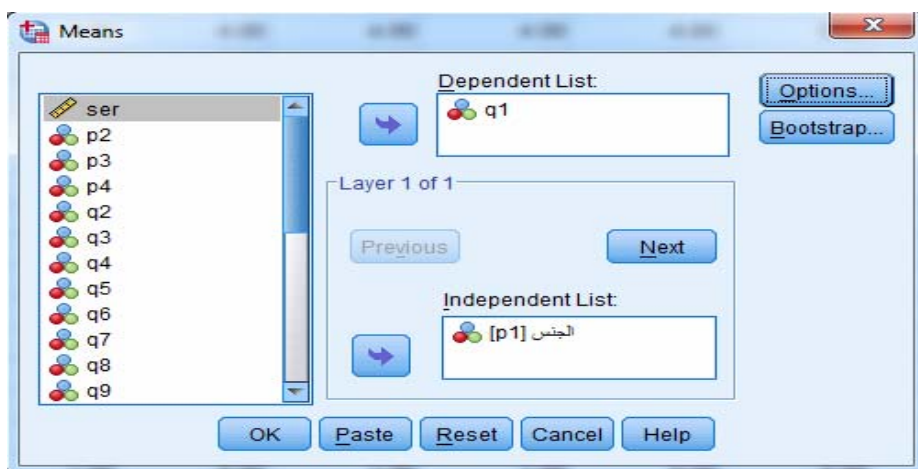 Means
ser
p2
p3
p4
q2
q3
q4
q5
q6
q7
q8
q9
Dependent List:
q1
Layer 1 of 1
Previous
Next
Independent List:
الجنس [p1]
Options...
Bootstrap...
OK
Paste
Reset
Cancel
Help